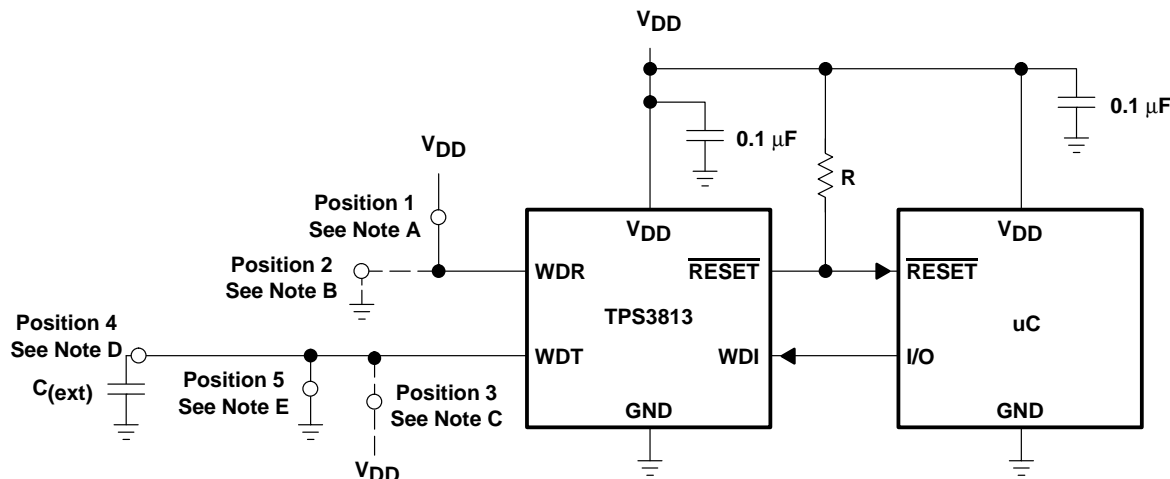 VDD
0.1 μF
0.1 μF
VDD
R
Position 1
See Note A
VDD
VDD
Position 2
See Note B
WDR
RESET
RESET
TPS3813
uC
Position 4
See Note D
WDT
WDI
I/O
C(ext)
Position 5
See Note E
Position 3
See Note C
GND
GND
VDD